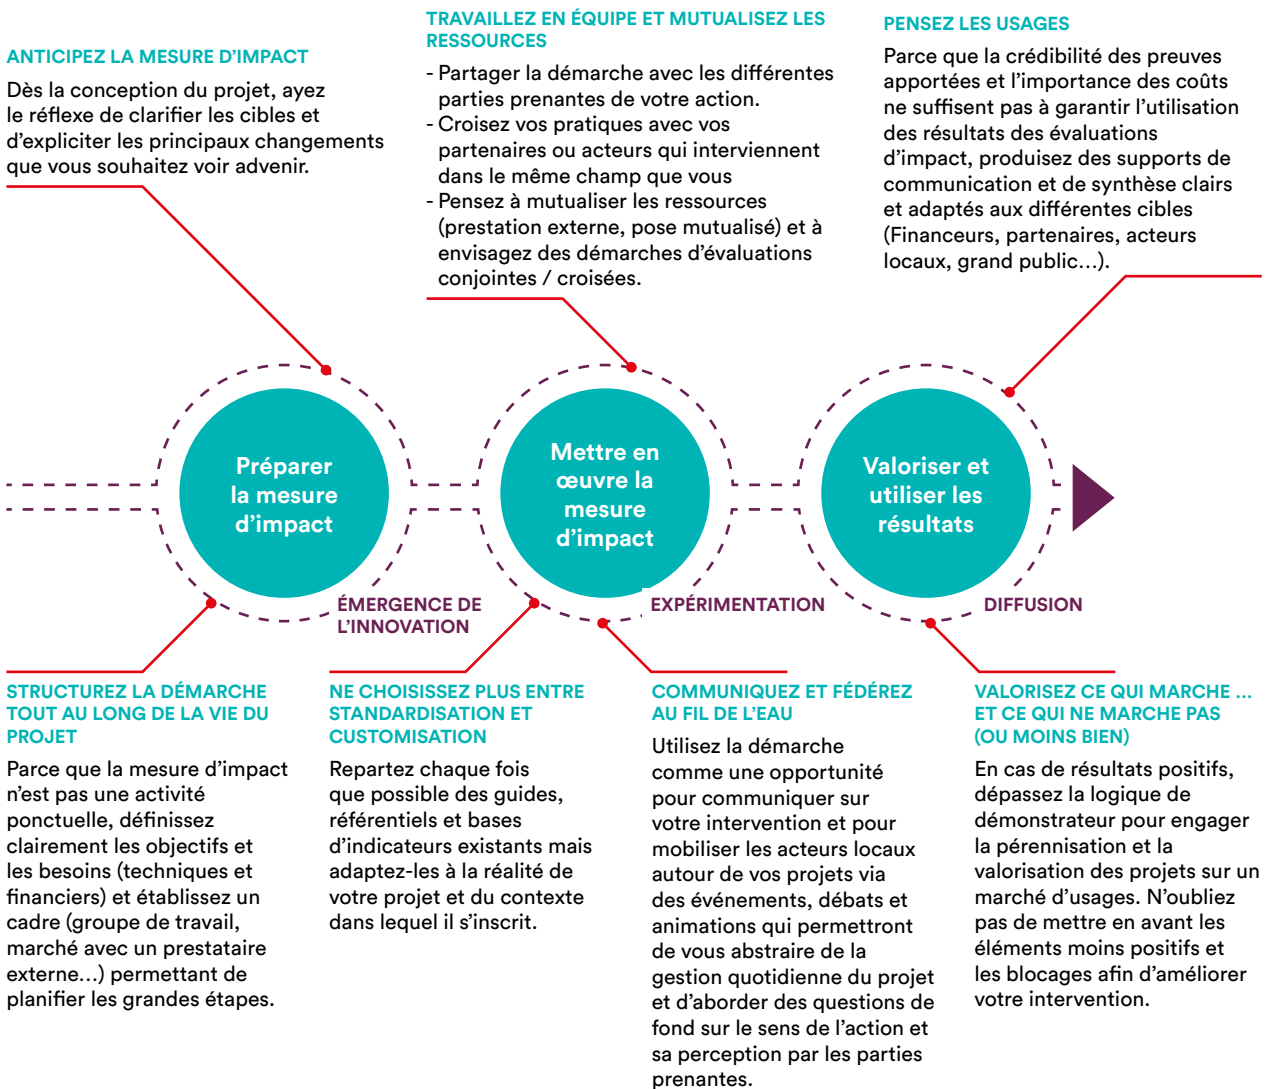 ANTICIPEZ LA MESURE D’IMPACT
Dès la conception du projet, ayez
le réflexe de clarifier les cibles et
d’expliciter les principaux changements
que vous souhaitez voir advenir.
TRAVAILLEZ EN ÉQUIPE ET MUTUALISEZ LES
RESSOURCES
- Partager la démarche avec les différentes
parties prenantes de votre action.
- Croisez vos pratiques avec vos
partenaires ou acteurs qui interviennent
dans le même champ que vous
- Pensez à mutualiser les ressources
(prestation externe, pose mutualisé) et à
envisagez des démarches d’évaluations
conjointes / croisées.
PENSEZ LES USAGES
Parce que la crédibilité des preuves
apportées et l’importance des coûts
ne suffisent pas à garantir l’utilisation
des résultats des évaluations
d’impact, produisez des supports de
communication et de synthèse clairs
et adaptés aux différentes cibles
(Financeurs, partenaires, acteurs
locaux, grand public…).
Préparer
la mesure
d’impact
Mettre en
œuvre la
mesure
d’impact
Valoriser et
utiliser les
résultats
ÉMERGENCE DE
L’INNOVATION
EXPÉRIMENTATION
DIFFUSION
STRUCTUREZ LA DÉMARCHE
TOUT AU LONG DE LA VIE DU
PROJET
Parce que la mesure d’impact
n’est pas une activité
ponctuelle, définissez
clairement les objectifs et
les besoins (techniques et
financiers) et établissez un
cadre (groupe de travail,
marché avec un prestataire
externe…) permettant de
planifier les grandes étapes.
NE CHOISISSEZ PLUS ENTRE
STANDARDISATION ET
CUSTOMISATION
Repartez chaque fois
que possible des guides,
référentiels et bases
d’indicateurs existants mais
adaptez-les à la réalité de
votre projet et du contexte
dans lequel il s’inscrit.
COMMUNIQUEZ ET FÉDÉREZ
AU FIL DE L’EAU
Utilisez la démarche
comme une opportunité
pour communiquer sur
votre intervention et pour
mobiliser les acteurs locaux
autour de vos projets via
des événements, débats et
animations qui permettront
de vous abstraire de la
gestion quotidienne du projet
et d’aborder des questions de
fond sur le sens de l’action et
sa perception par les parties
prenantes.
VALORISEZ CE QUI MARCHE …
ET CE QUI NE MARCHE PAS
(OU MOINS BIEN)
En cas de résultats positifs,
dépassez la logique de
démonstrateur pour engager
la pérennisation et la
valorisation des projets sur un
marché d’usages. N’oubliez
pas de mettre en avant les
éléments moins positifs et
les blocages afin d’améliorer
votre intervention.